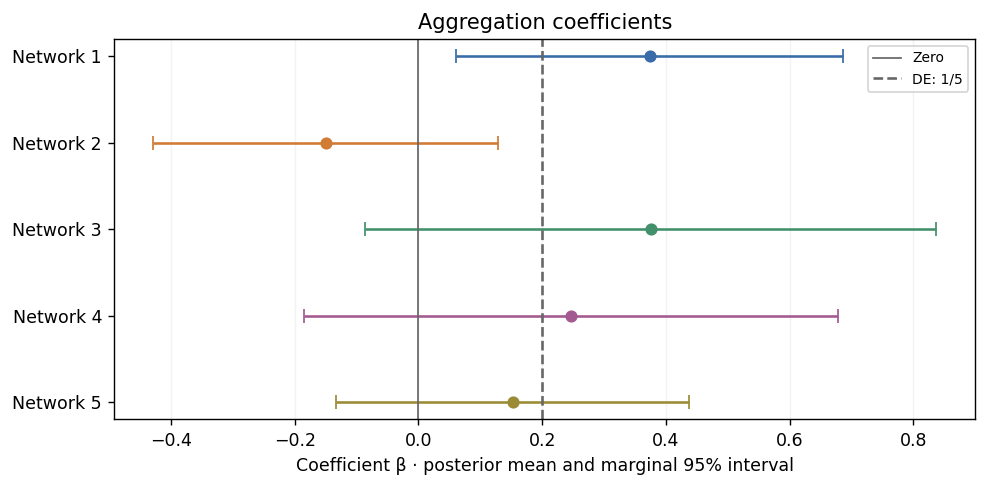 Aggregation coefficients
Network 1
Network 2
Network 3
Network 4
Network 5
Zero
DE: 1/5
−0.4 −0.2 0.0 0.2 0.4 0.6 0.8
Coefficient β · posterior mean and marginal 95% interval